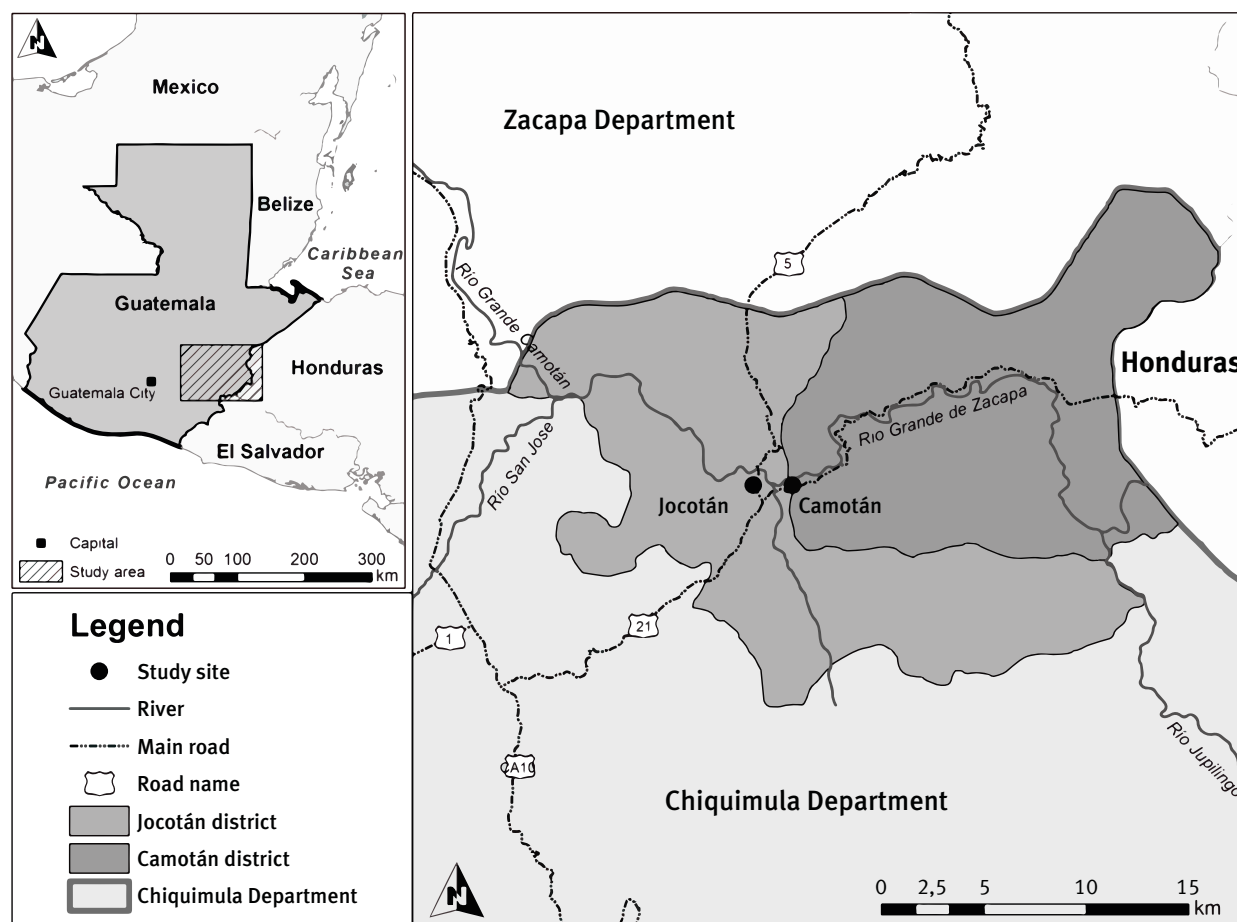 N
Mexico
Belize
Caribbean
Sea
Guatemala
Honduras
Guatemala City
El Salvador
Pacific Ocean
Capital
Study area
0 50 100 200 300
km
Legend
Study site
River
Main road
Road name
Jocotán district
Camotán district
Chiquimula Department
Zacapa Department
5
Río Grande Camotán
Honduras
Río Grande de Zacapa
Río San Jose
Jocotán
Camotán
21
1
CA10
Río Jupilingo
Chiquimula Department
N
0 2,5 5 10 15
km